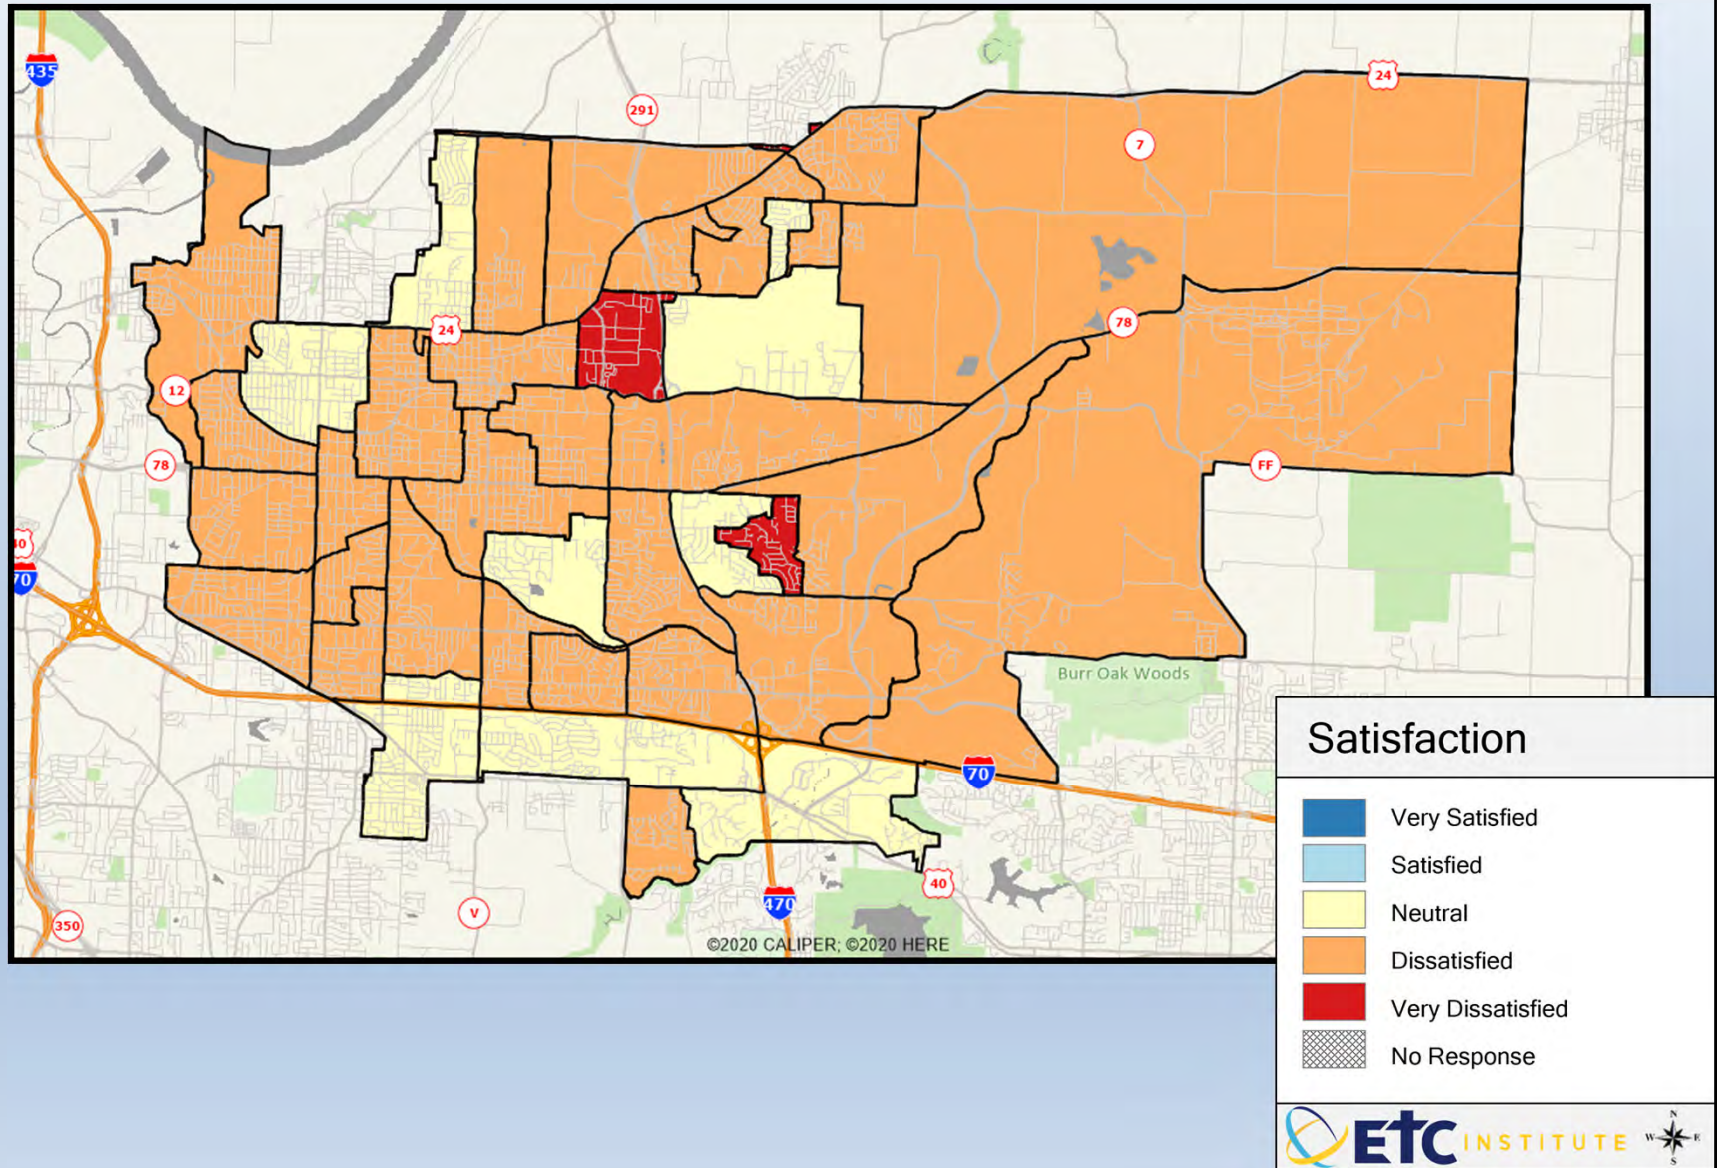 435
291
24
7
24
78
12
78
FF
40
70
Burr Oak Woods
70
40
470
V
350
©2020 CALIPER; ©2020 HERE
Satisfaction
Very Satisfied
Satisfied
Neutral
Dissatisfied
Very Dissatisfied
No Response
ETC INSTITUTE
N
W E
S